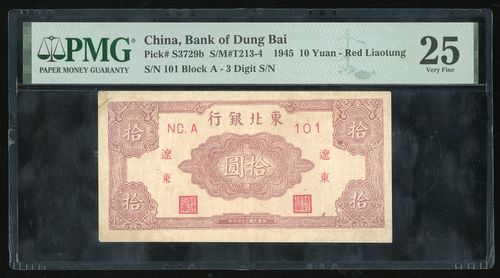 PMG
PAPER MONEY GUARANTY
China, Bank of Dung Bai
Pick# S3729b S/M#T213-4 1945 10 Yuan - Red Liaotung
S/N 101 Block A - 3 Digit S/N
25
Very Fine
行銀北東
拾 拾
NO. A 101
遼東 遼東
圓拾
拾 拾